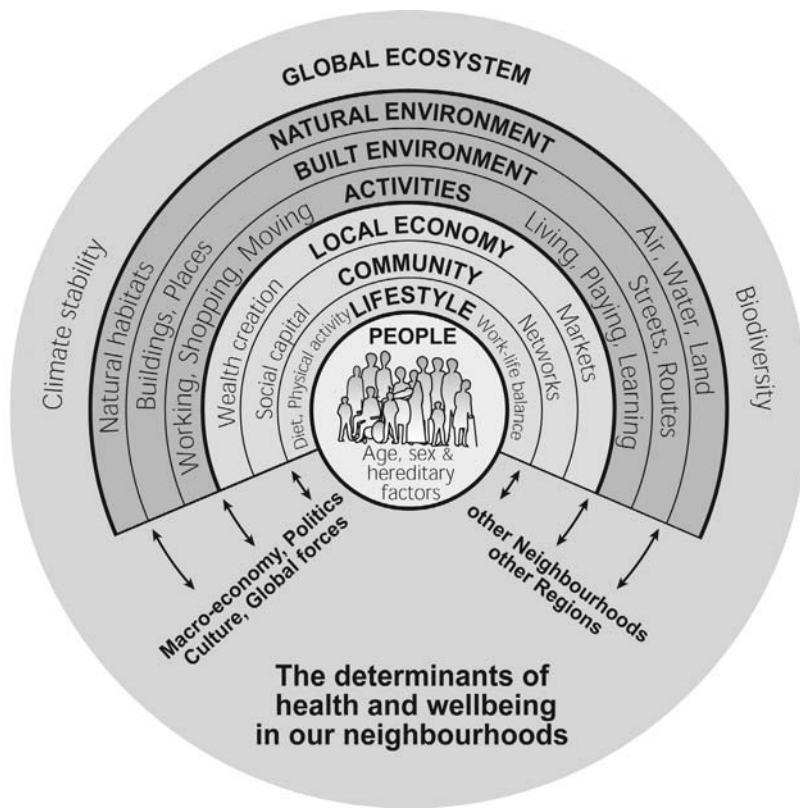 GLOBAL ECOSYSTEM
NATURAL ENVIRONMENT
BUILT ENVIRONMENT
ACTIVITIES
LOCAL ECONOMY
COMMUNITY
LIFESTYLE
PEOPLE
Age, sex &
hereditary
factors
Climate stability
Natural habitats
Buildings, Places
Working, Shopping, Moving
Wealth creation
Social capital
Diet, Physical activity
Work-life balance
Networks
Markets
Living, Playing, Learning
Streets, Routes
Air, Water, Land
Biodiversity
Macro-economy, Politics
Culture, Global forces
other Neighbourhoods
other Regions
The determinants of
health and wellbeing
in our neighbourhoods